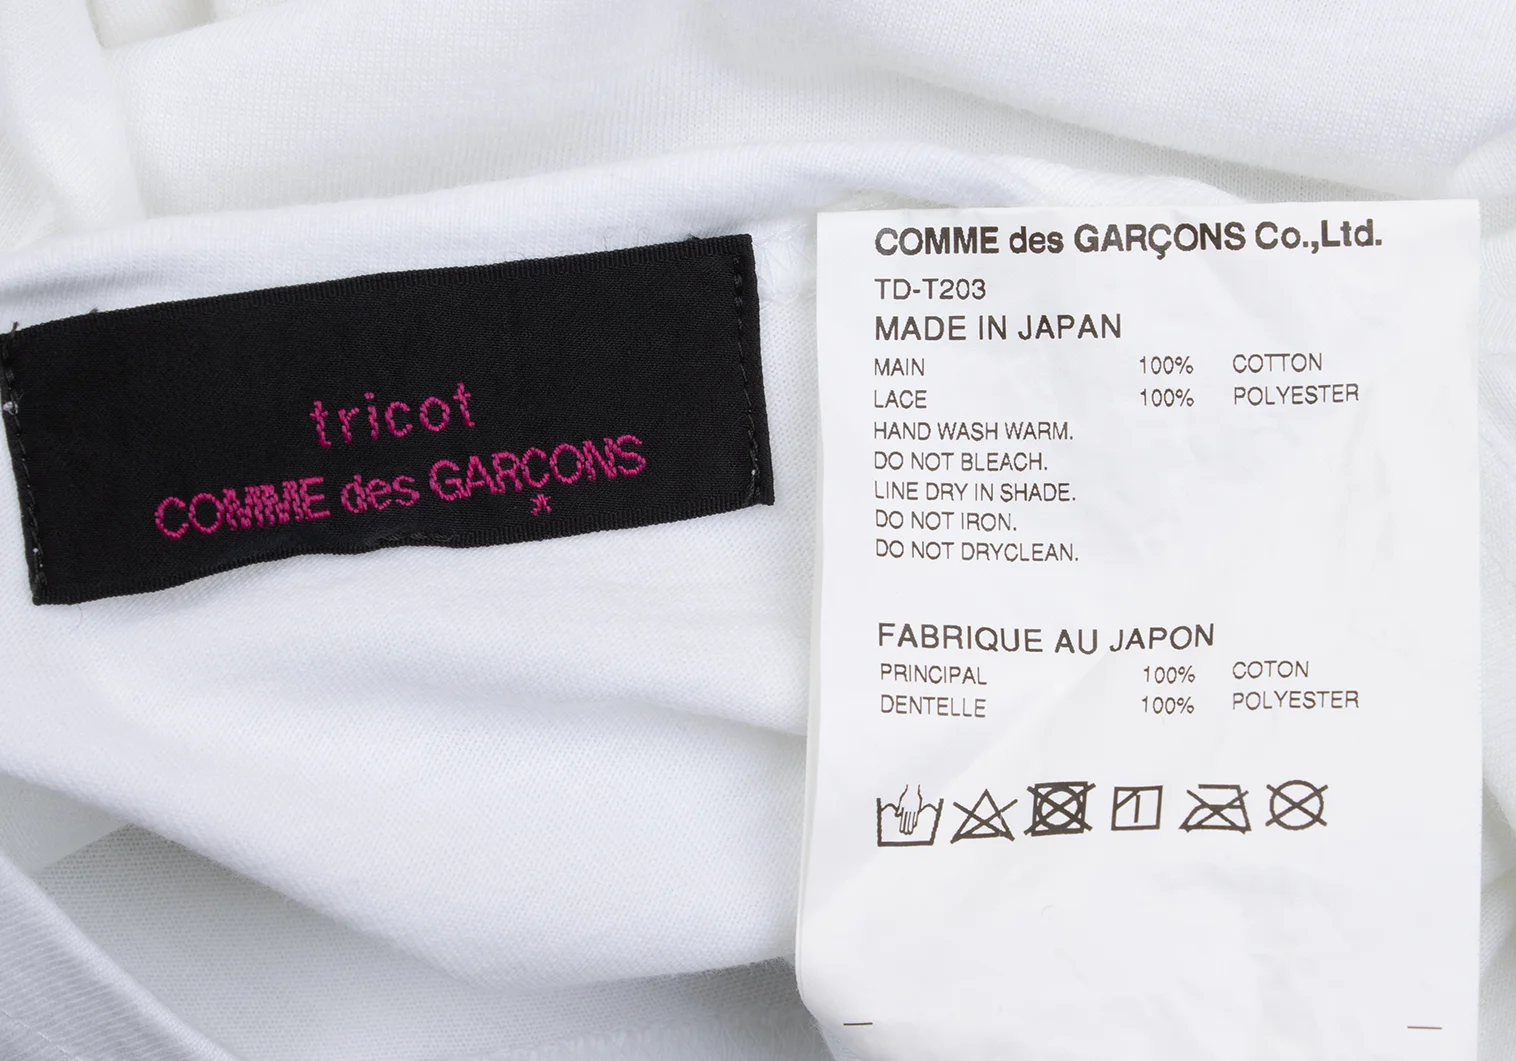 tricot
COMME des GARCONS
COMME des GARÇONS Co.,Ltd.
TD-T203
MADE IN JAPAN
MAIN 100% COTTON
LACE 100% POLYESTER
HAND WASH WARM.
DO NOT BLEACH.
LINE DRY IN SHADE.
DO NOT IRON.
DO NOT DRYCLEAN.
FABRIQUE AU JAPON
PRINCIPAL 100% COTON
DENTELLE 100% POLYESTER